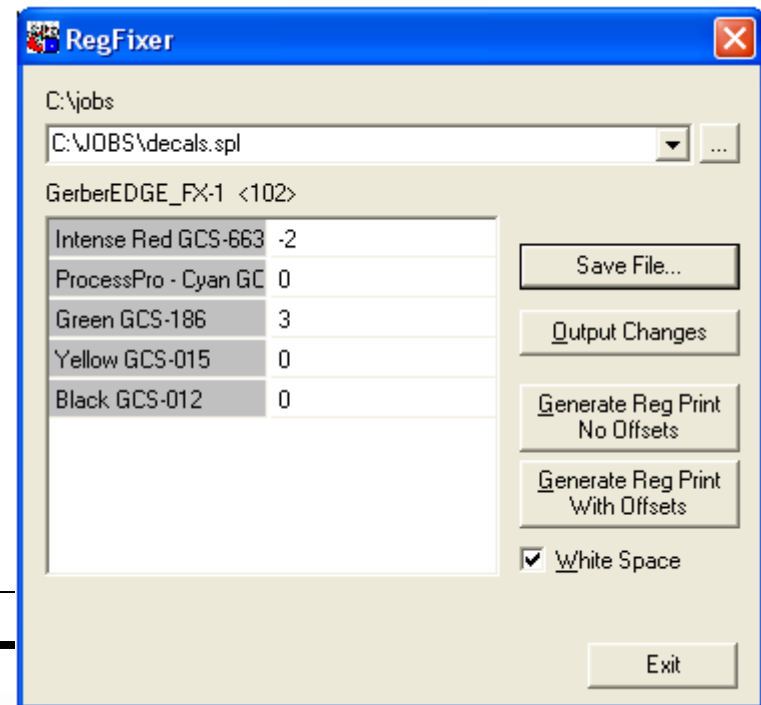 RegFixer
C:\jobs
C:\JOBS\decals.spl
...
GerberEDGE_FX-1 <102>
Intense Red GCS-663 -2
ProcessPro - Cyan GC 0
Green GCS-186 3
Yellow GCS-015 0
Black GCS-012 0
Save File...
Output Changes
Generate Reg Print
No Offsets
Generate Reg Print
With Offsets
White Space
Exit